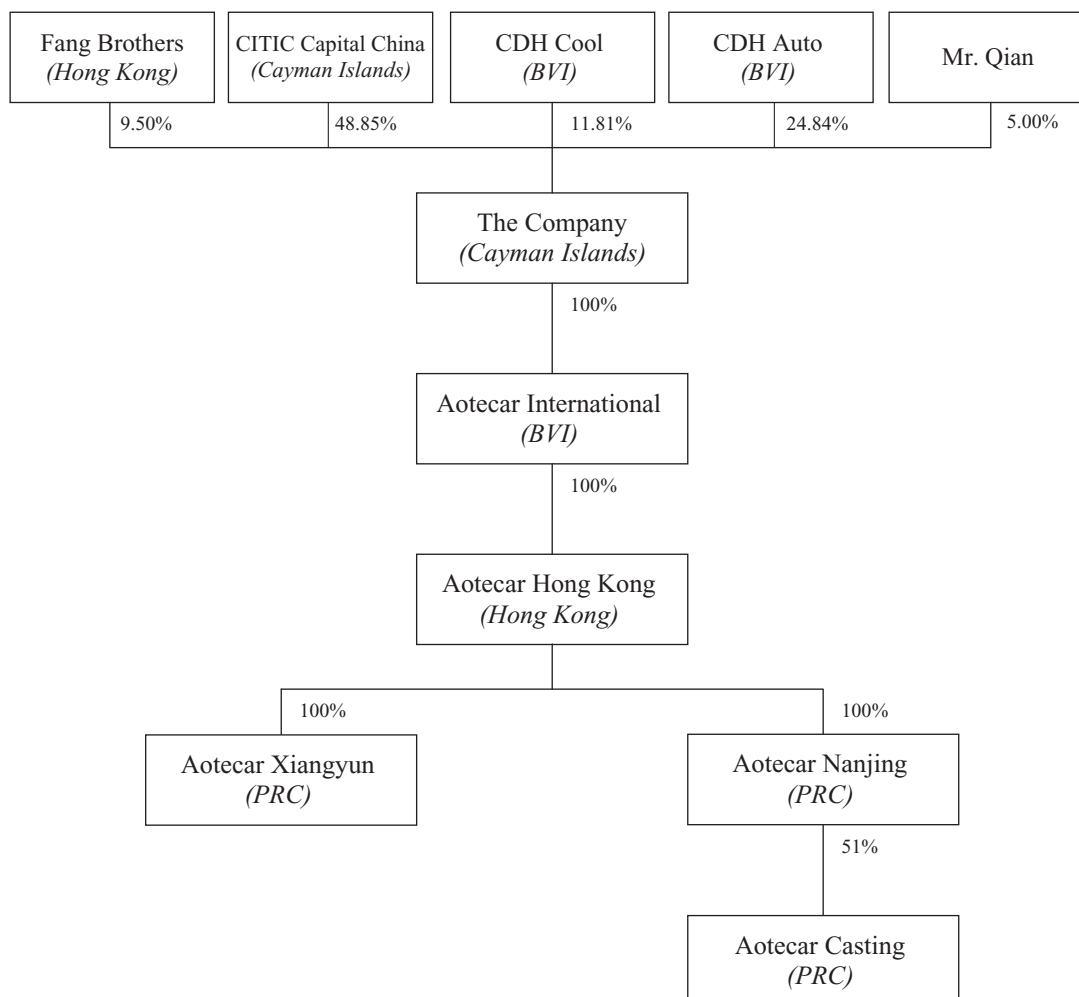 Fang Brothers
(Hong Kong)
CITIC Capital China
(Cayman Islands)
CDH Cool
(BVI)
CDH Auto
(BVI)
Mr. Qian
9.50%
48.85%
11.81%
24.84%
5.00%
The Company
(Cayman Islands)
100%
Aotecar International
(BVI)
100%
Aotecar Hong Kong
(Hong Kong)
100%
100%
Aotecar Xiangyun
(PRC)
Aotecar Nanjing
(PRC)
51%
Aotecar Casting
(PRC)